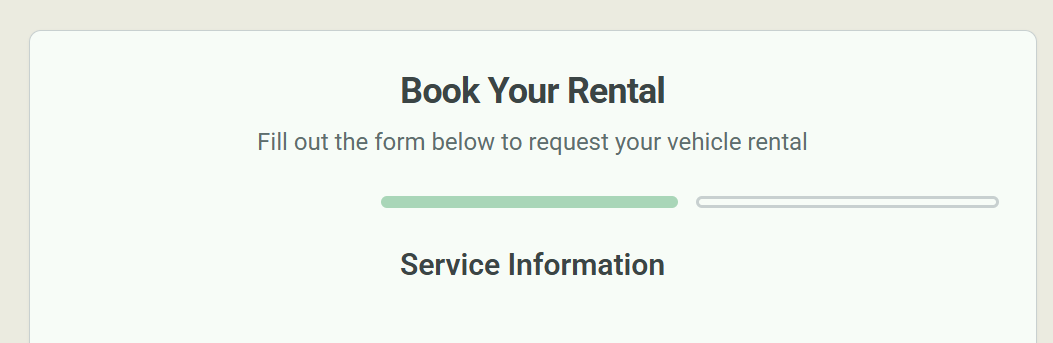 Book Your Rental
Fill out the form below to request your vehicle rental
Service Information